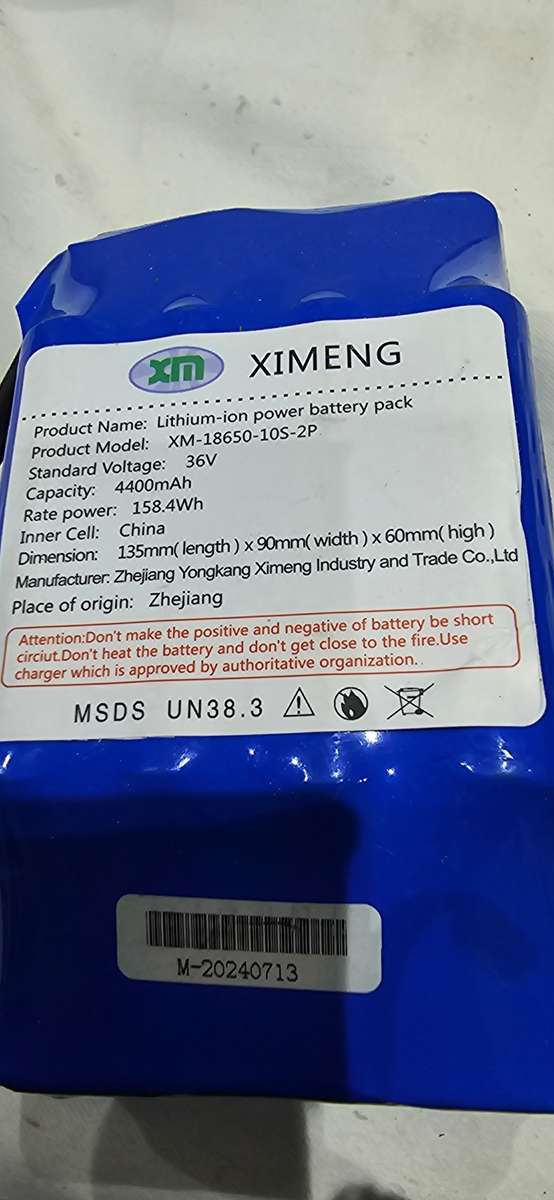 XM XIMENG
Product Name: Lithium-ion power battery pack
Product Model: XM-18650-10S-2P
Standard Voltage: 36V
Capacity: 4400mAh
Rate power: 158.4Wh
Inner Cell: China
Dimension: 135mm( length ) x 90mm( width ) x 60mm( high )
Manufacturer: Zhejiang Yongkang Ximeng Industry and Trade Co.,Ltd
Place of origin: Zhejiang
Attention:Don't make the positive and negative of battery be short
circiut.Don't heat the battery and don't get close to the fire.Use
charger which is approved by authoritative organization..
MSDS UN38.3
M-20240713